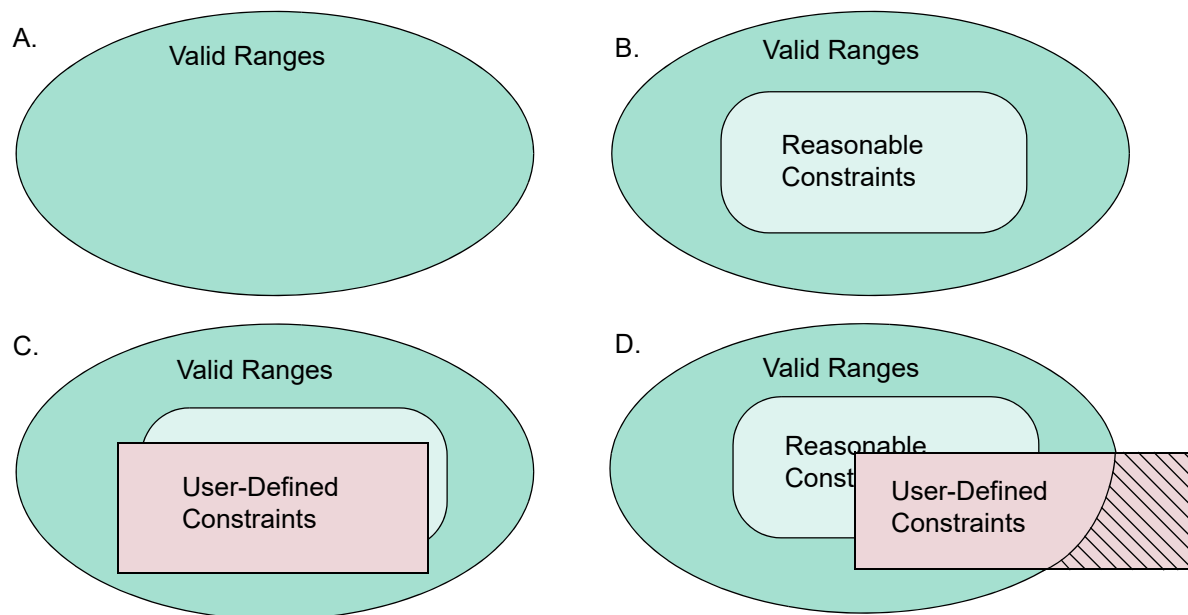 A.
Valid Ranges
B.
Valid Ranges
Reasonable
Constraints
C.
Valid Ranges
User-Defined
Constraints
D.
Valid Ranges
Reasonable
Const
User-Defined
Constraints